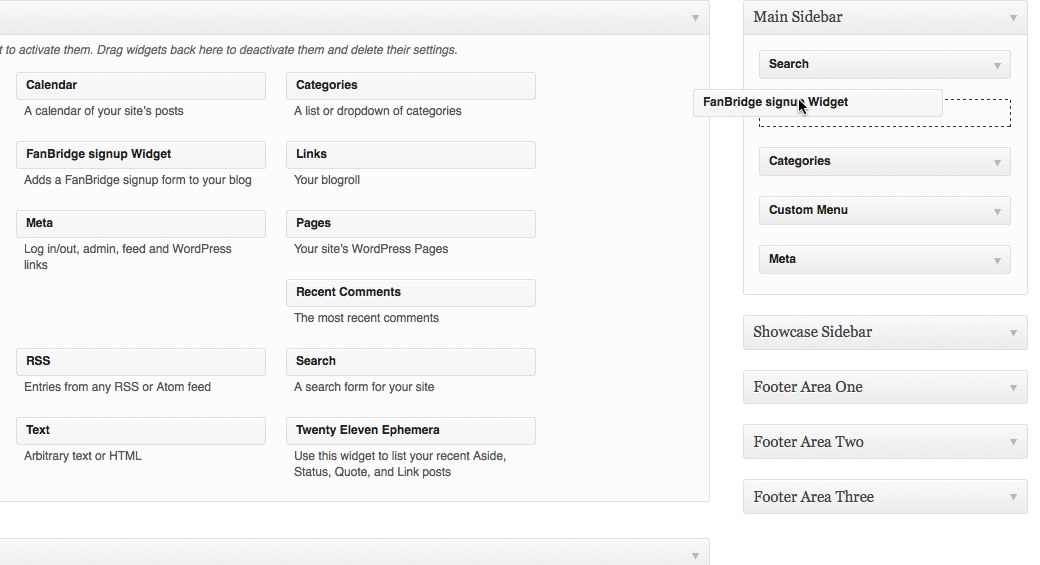 t to activate them. Drag widgets back here to deactivate them and delete their settings.
Calendar
A calendar of your site's posts
Categories
A list or dropdown of categories
FanBridge signup Widget
Adds a FanBridge signup form to your blog
Links
Your blogroll
Meta
Log in/out, admin, feed and WordPress
links
Pages
Your site's WordPress Pages
Recent Comments
The most recent comments
RSS
Entries from any RSS or Atom feed
Search
A search form for your site
Text
Arbitrary text or HTML
Twenty Eleven Ephemera
Use this widget to list your recent Aside,
Status, Quote, and Link posts
Main Sidebar
Search
FanBridge signup Widget
Categories
Custom Menu
Meta
Showcase Sidebar
Footer Area One
Footer Area Two
Footer Area Three